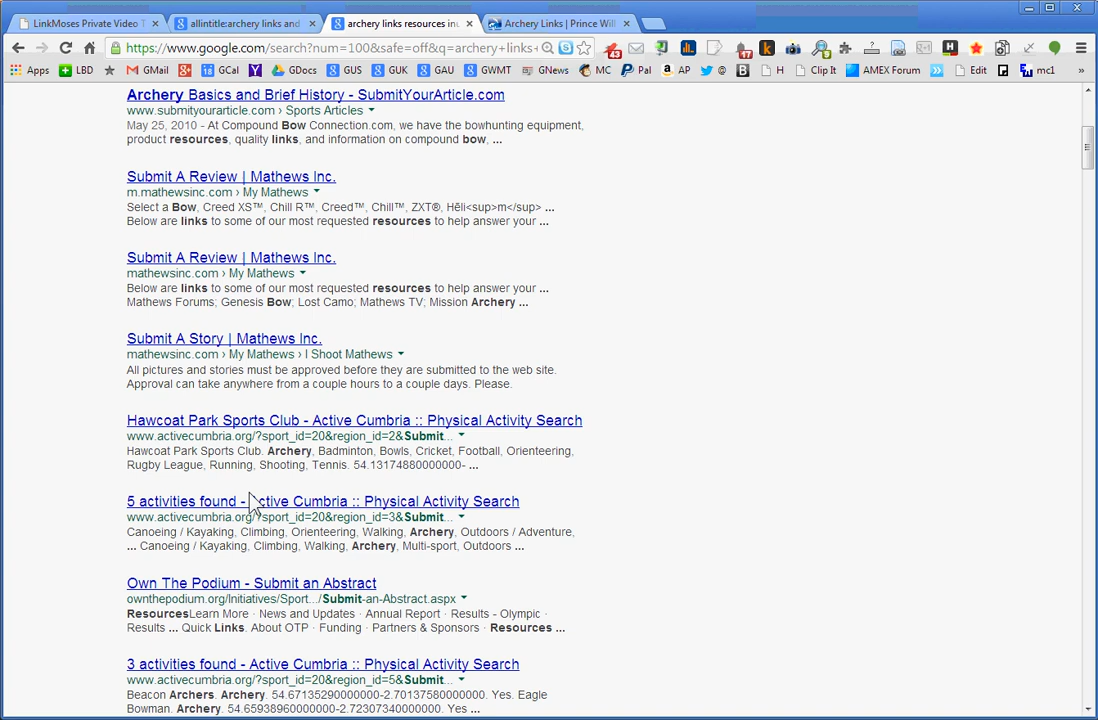 LinkMoses Private Video T
allintitle:archery links and
archery links resources inu
Archery Links | Prince Will
https://www.google.com/search?num=100&safe=off&q=archery+links+
Apps LBD GMail GCal GDocs GUS GUK GAU GWMT GNews MC Pal AP @ H Clip It AMEX Forum Edit mc1 »
Archery Basics and Brief History - SubmitYourArticle.com
www.submityourarticle.com › Sports Articles
May 25, 2010 - At Compound Bow Connection.com, we have the bowhunting equipment,
product resources, quality links, and information on compound bow, ...
Submit A Review | Mathews Inc.
m.mathewsinc.com › My Mathews
Select a Bow, Creed XS™, Chill R™, Creed™, Chill™, ZXT®, Hēli<sup>m</sup> ...
Below are links to some of our most requested resources to help answer your ...
Submit A Review | Mathews Inc.
mathewsinc.com › My Mathews
Below are links to some of our most requested resources to help answer your ...
Mathews Forums; Genesis Bow; Lost Camo; Mathews TV; Mission Archery ...
Submit A Story | Mathews Inc.
mathewsinc.com › My Mathews › I Shoot Mathews
All pictures and stories must be approved before they are submitted to the web site.
Approval can take anywhere from a couple hours to a couple days. Please.
Hawcoat Park Sports Club - Active Cumbria :: Physical Activity Search
www.activecumbria.org/?sport_id=20&region_id=2&Submit...
Hawcoat Park Sports Club. Archery, Badminton, Bowls, Cricket, Football, Orienteering,
Rugby League, Running, Shooting, Tennis. 54.13174880000000- ...
5 activities found - Active Cumbria :: Physical Activity Search
www.activecumbria.org/?sport_id=20&region_id=3&Submit...
Canoeing / Kayaking, Climbing, Orienteering, Walking, Archery, Outdoors / Adventure,
... Canoeing / Kayaking, Climbing, Walking, Archery, Multi-sport, Outdoors ...
Own The Podium - Submit an Abstract
ownthepodium.org/Initiatives/Sport.../Submit-an-Abstract.aspx
ResourcesLearn More · News and Updates · Annual Report · Results - Olympic ·
Results ... Quick Links. About OTP · Funding · Partners & Sponsors · Resources ...
3 activities found - Active Cumbria :: Physical Activity Search
www.activecumbria.org/?sport_id=20&region_id=5&Submit...
Beacon Archers. Archery. 54.67135290000000-2.70137580000000. Yes. Eagle
Bowman. Archery. 54.65938960000000-2.72307340000000. Yes ...